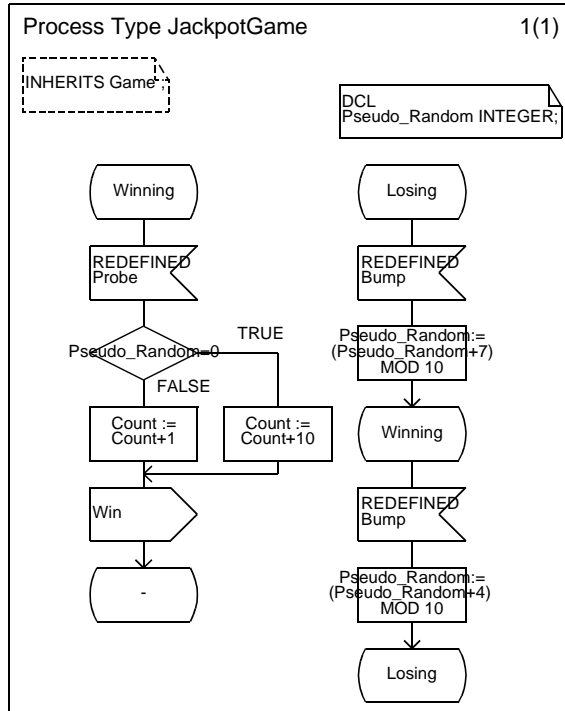 Process Type JackpotGame
1(1)
INHERITS Game ;
DCL
Pseudo_Random INTEGER;
Winning
REDEFINED
Probe
Pseudo_Random=0
TRUE
FALSE
Count :=
Count+1
Count :=
Count+10
Win
-
Losing
REDEFINED
Bump
Pseudo_Random:=
(Pseudo_Random+7)
MOD 10
Winning
REDEFINED
Bump
Pseudo_Random:=
(Pseudo_Random+4)
MOD 10
Losing